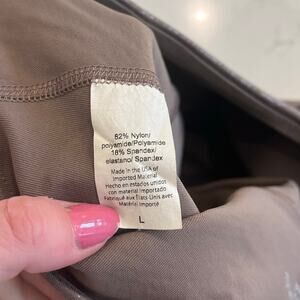 82% Nylon/
polyamide/Polyamide
18% Spandex/
elastano/ Spandex
Made in the USA of
Imported Material
Hecho en estados unidos
con material Importado
Fabriqué aux États Unis avec
Matérial Importé
L